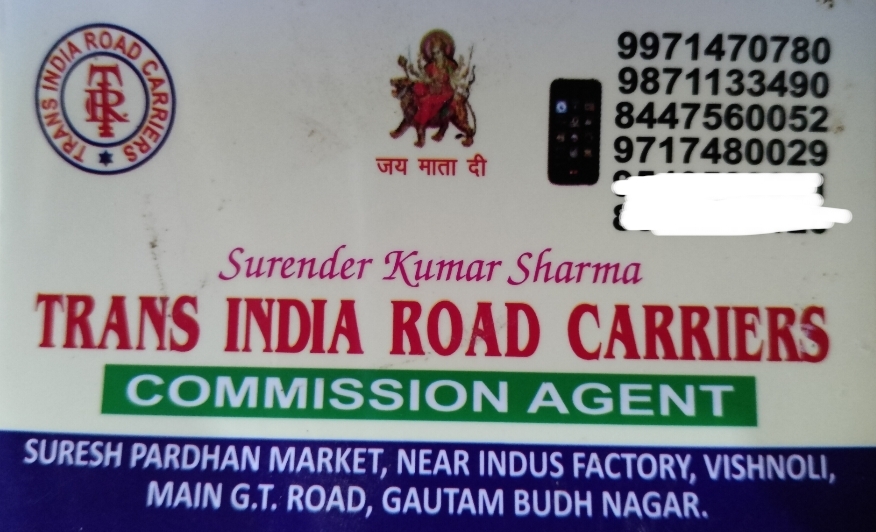 TRANS INDIA ROAD CARRIERS
TRC
जय माता दी
9971470780
9871133490
8447560052
9717480029
Surender Kumar Sharma
TRANS INDIA ROAD CARRIERS
COMMISSION AGENT
SURESH PARDHAN MARKET, NEAR INDUS FACTORY, VISHNOLI,
MAIN G.T. ROAD, GAUTAM BUDH NAGAR.